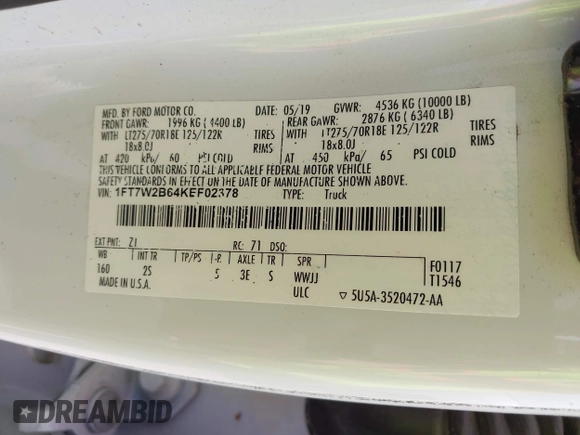 MFD. BY FORD MOTOR CO. DATE: 05/19 GVWR: 4536 KG (10000 LB)
FRONT GAWR: 1996 KG (4400 LB) REAR GAWR: 2876 KG (6340 LB)
WITH LT275/70R18E 125/122R TIRES WITH LT275/70R18E 125/122R TIRES
18x8.0J RIMS 18x8.0J RIMS
AT 420 kPa/ 60 PSI COLD AT 450 kPa/ 65 PSI COLD
THIS VEHICLE CONFORMS TO ALL APPLICABLE FEDERAL MOTOR VEHICLE
SAFETY STANDARDS IN EFFECT ON THE DATE OF MANUFACTURE SHOWN ABOVE.
VIN: 1FT7W2B64KEF02378 TYPE: Truck
EXT PNT: Z1 RC: 71 DSO:
WB INT TR TP/PS R AXLE TR SPR F0117
160 2S 5 3E S WWJJ T1546
MADE IN U.S.A. ULC ▽ 5U5A-3520472-AA
DREAMBID